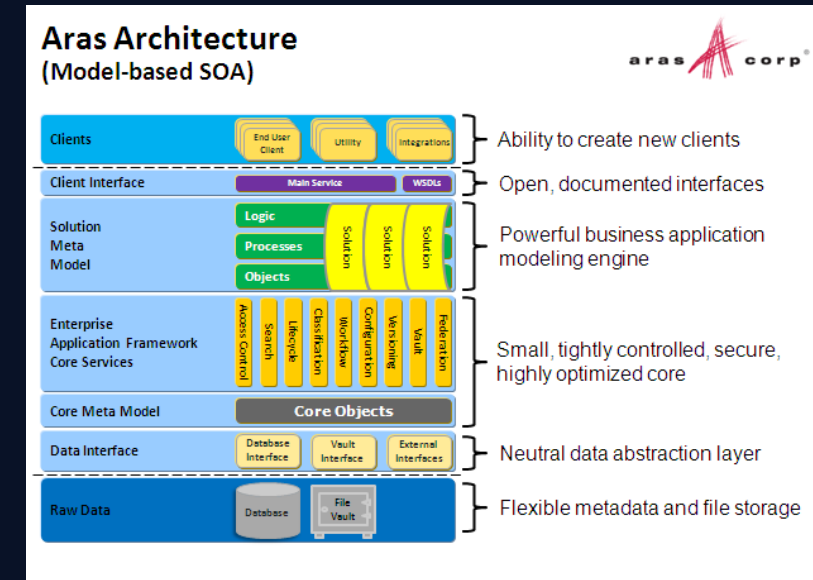 Aras Architecture
(Model-based SOA)
aras corp®
Clients
End User
Client
Utility
Integrations
Ability to create new clients
Client Interface
Main Service
WSDLs
Open, documented interfaces
Solution
Meta
Model
Logic
Processes
Objects
Solution
Solution
Solution
Powerful business application
modeling engine
Enterprise
Application Framework
Core Services
Access Control
Search
Lifecycle
Classification
Workflow
Configuration
Versioning
Vault
Federation
Small, tightly controlled, secure,
highly optimized core
Core Meta Model
Core Objects
Data Interface
Database
Interface
Vault
Interface
External
Interfaces
Neutral data abstraction layer
Raw Data
Database
File
Vault
Flexible metadata and file storage